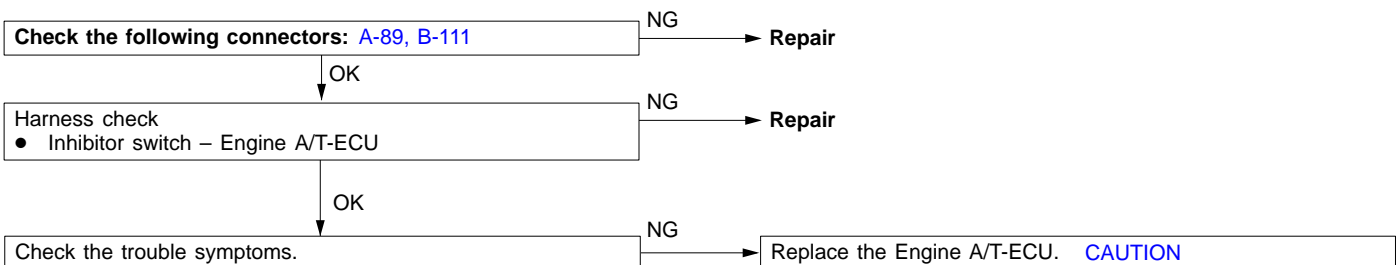 Check the following connectors: A-89, B-111
NG
Repair
OK
Harness check
● Inhibitor switch – Engine A/T-ECU
NG
Repair
OK
Check the trouble symptoms.
NG
Replace the Engine A/T-ECU. CAUTION